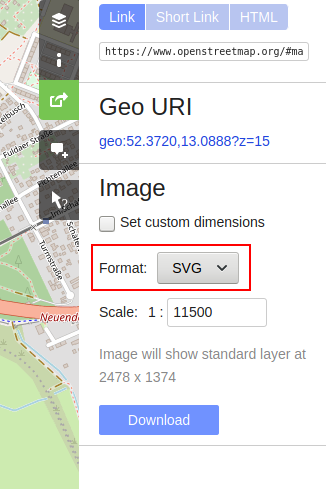 Link
Short Link
HTML
https://www.openstreetmap.org/#ma
Geo URI
geo:52.3720,13.0888?z=15
Image
Set custom dimensions
Format: SVG
Scale: 1 : 11500
Image will show standard layer at
2478 x 1374
Download
Fuldaer Straße
Turmstraße
Neuende